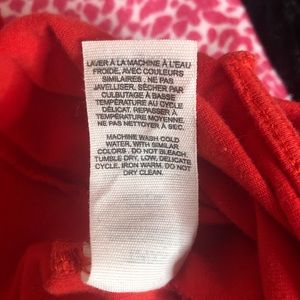 LAVER À LA MACHINE À L'EAU
FROIDE, AVEC COULEURS
SIMILAIRES . NE PAS
JAVELLISER, SÉCHER PAR
CULBUTAGE À BASSE
TEMPÉRATURE AU CYCLE
DÉLICAT, REPASSER À
TEMPÉRATURE MOYENNE.
NE PAS NETTOYER À SEC.
MACHINE WASH COLD
WATER, WITH SIMILAR
COLORS . DO NOT BLEACH,
TUMBLE DRY, LOW, DELICATE
CYCLE, IRON WARM. DO NOT
DRY CLEAN.